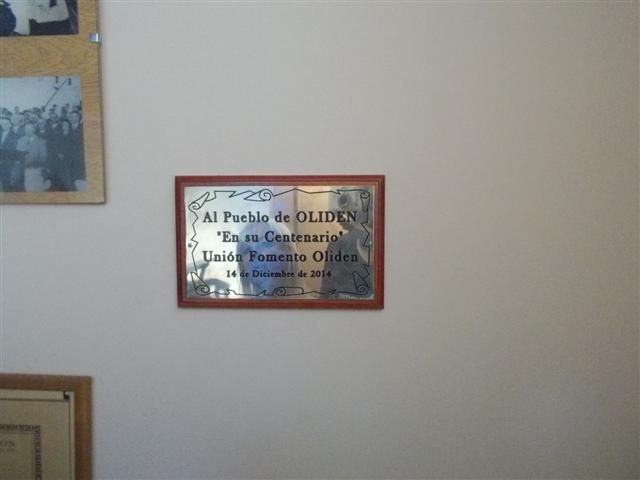 Al Pueblo de OLIDEN
"En su Centenario"
Unión Fomento Oliden
14 de Diciembre de 2014